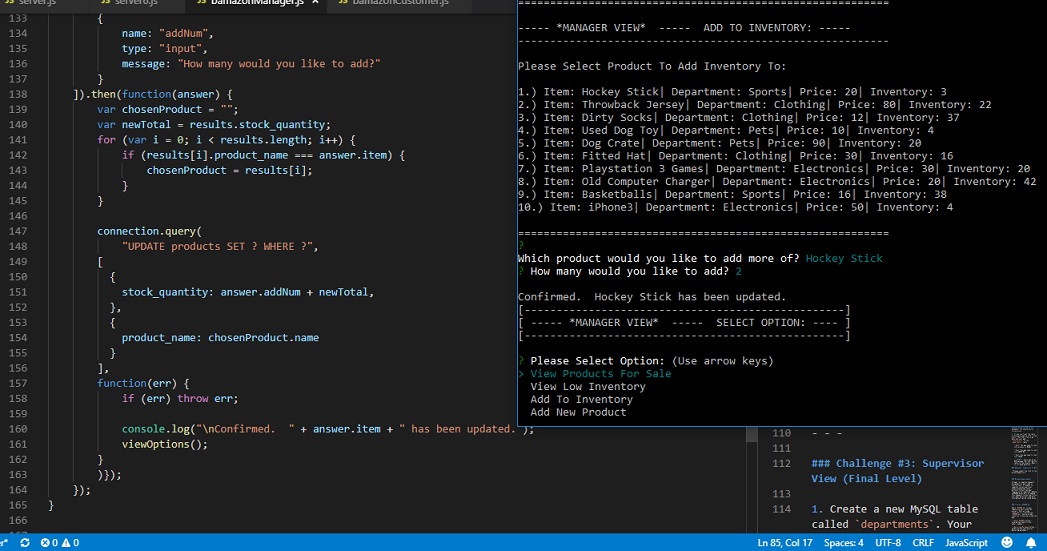 server.js server6.js bamazonManager.js × bamazonCustomer.js
133 {
134 name: "addNum",
135 type: "input",
136 message: "How many would you like to add?"
137 }
138 ]).then(function(answer) {
139 var chosenProduct = "";
140 var newTotal = results.stock_quantity;
141 for (var i = 0; i < results.length; i++) {
142 if (results[i].product_name === answer.item) {
143 chosenProduct = results[i];
144 }
145 }
146
147 connection.query(
148 "UPDATE products SET ? WHERE ?",
149 [
150 {
151 stock_quantity: answer.addNum + newTotal,
152 },
153 {
154 product_name: chosenProduct.name
155 }
156 ],
157 function(err) {
158 if (err) throw err;
159
160 console.log("\nConfirmed.  " + answer.item + " has been updated.");
161 viewOptions();
162 }
163 )});
164 });
165 }
166
=========================================================
----- *MANAGER VIEW*  -----  ADD TO INVENTORY: -----
---------------------------------------------------------
Please Select Product To Add Inventory To:
1.) Item: Hockey Stick| Department: Sports| Price: 20| Inventory: 3
2.) Item: Throwback Jersey| Department: Clothing| Price: 80| Inventory: 22
3.) Item: Dirty Socks| Department: Clothing| Price: 12| Inventory: 37
4.) Item: Used Dog Toy| Department: Pets| Price: 10| Inventory: 4
5.) Item: Dog Crate| Department: Pets| Price: 90| Inventory: 20
6.) Item: Fitted Hat| Department: Clothing| Price: 30| Inventory: 16
7.) Item: Playstation 3 Games| Department: Electronics| Price: 30| Inventory: 20
8.) Item: Old Computer Charger| Department: Electronics| Price: 20| Inventory: 42
9.) Item: Basketballs| Department: Sports| Price: 16| Inventory: 38
10.) Item: iPhone3| Department: Electronics| Price: 50| Inventory: 4
=========================================================
?
Which product would you like to add more of? Hockey Stick
? How many would you like to add? 2
Confirmed.  Hockey Stick has been updated.
[-------------------------------------------------]
[ ----- *MANAGER VIEW*  -----  SELECT OPTION: ---- ]
[-------------------------------------------------]
? Please Select Option: (Use arrow keys)
> View Products For Sale
View Low Inventory
Add To Inventory
Add New Product
110 - - -
111
112 ### Challenge #3: Supervisor
View (Final Level)
113
114 1. Create a new MySQL table
called `departments`. Your
0 0 Ln 85, Col 17 Spaces: 4 UTF-8 CRLF JavaScript